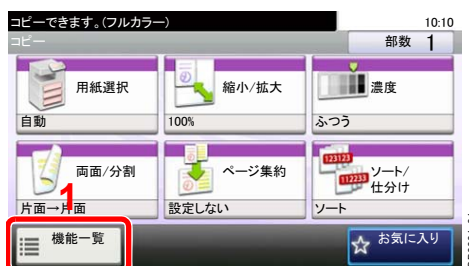 コピーできます。(フルカラー) 10:10
コピー 部数 1
用紙選択 縮小/拡大 濃度
自動 100% ふつう
両面/分割 ページ集約 ソート/
仕分け
123123
112233
1
片面→片面 設定しない ソート
機能一覧 お気に入り